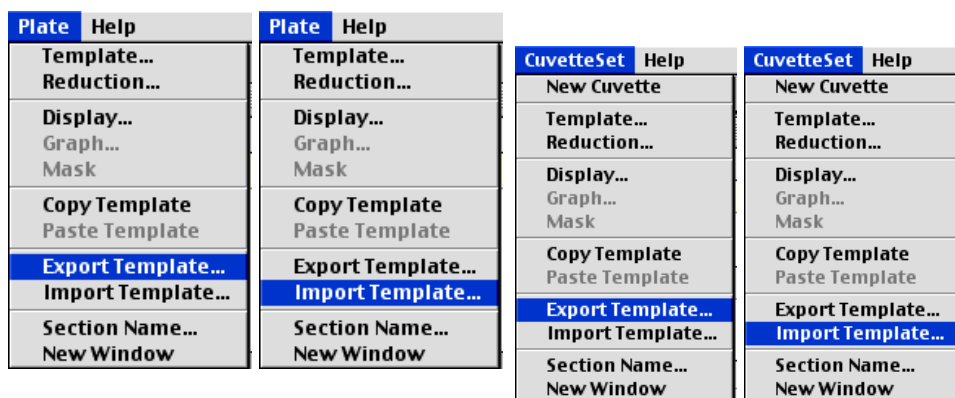 Plate Help
Template...
Reduction...
Display...
Graph...
Mask
Copy Template
Paste Template
Export Template...
Import Template...
Section Name...
New Window
Plate Help
Template...
Reduction...
Display...
Graph...
Mask
Copy Template
Paste Template
Export Template...
Import Template...
Section Name...
New Window
CuvetteSet Help
New Cuvette
Template...
Reduction...
Display...
Graph...
Mask
Copy Template
Paste Template
Export Template...
Import Template...
Section Name...
New Window
CuvetteSet Help
New Cuvette
Template...
Reduction...
Display...
Graph...
Mask
Copy Template
Paste Template
Export Template...
Import Template...
Section Name...
New Window